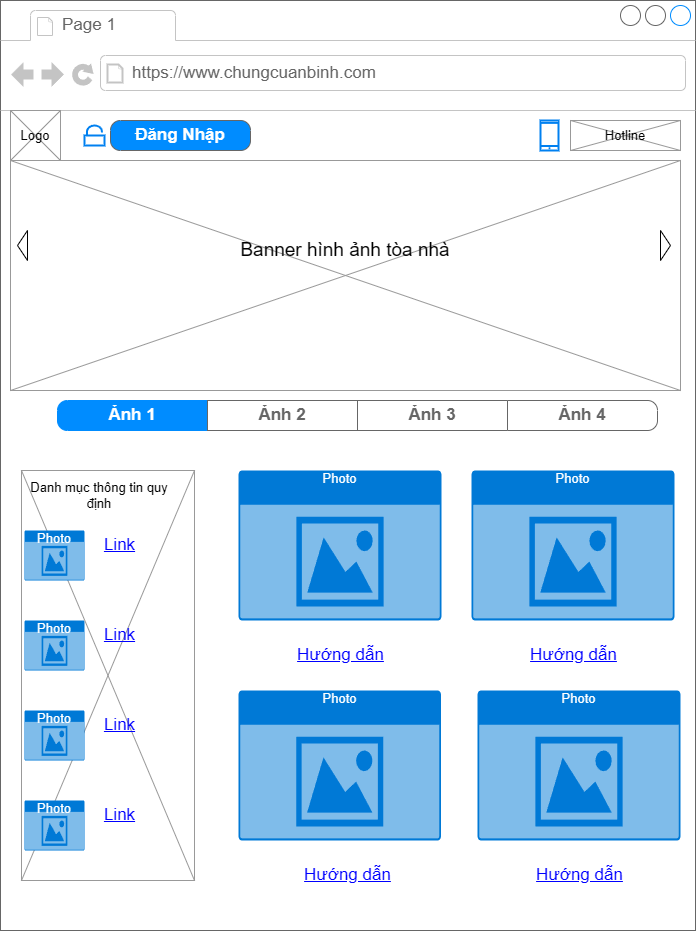 Page 1
https://www.chungcuanbinh.com
Logo
Đăng Nhập
Hotline
Banner hình ảnh tòa nhà
Ảnh 1
Ảnh 2
Ảnh 3
Ảnh 4
Danh mục thông tin quy
định
Photo
Link
Photo
Link
Photo
Link
Photo
Link
Photo
Photo
Hướng dẫn
Hướng dẫn
Photo
Photo
Hướng dẫn
Hướng dẫn